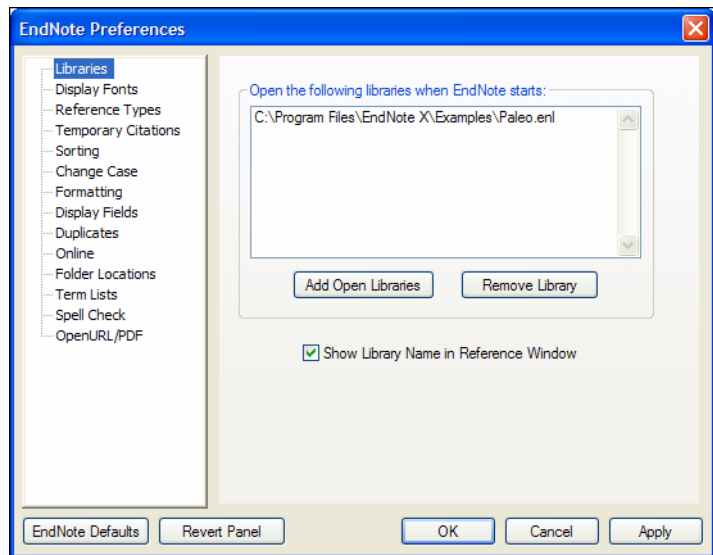 EndNote Preferences
Libraries
Display Fonts
Reference Types
Temporary Citations
Sorting
Change Case
Formatting
Display Fields
Duplicates
Online
Folder Locations
Term Lists
Spell Check
OpenURL/PDF
Open the following libraries when EndNote starts:
C:\Program Files\EndNote X\Examples\Paleo.enl
Add Open Libraries
Remove Library
Show Library Name in Reference Window
EndNote Defaults
Revert Panel
OK
Cancel
Apply